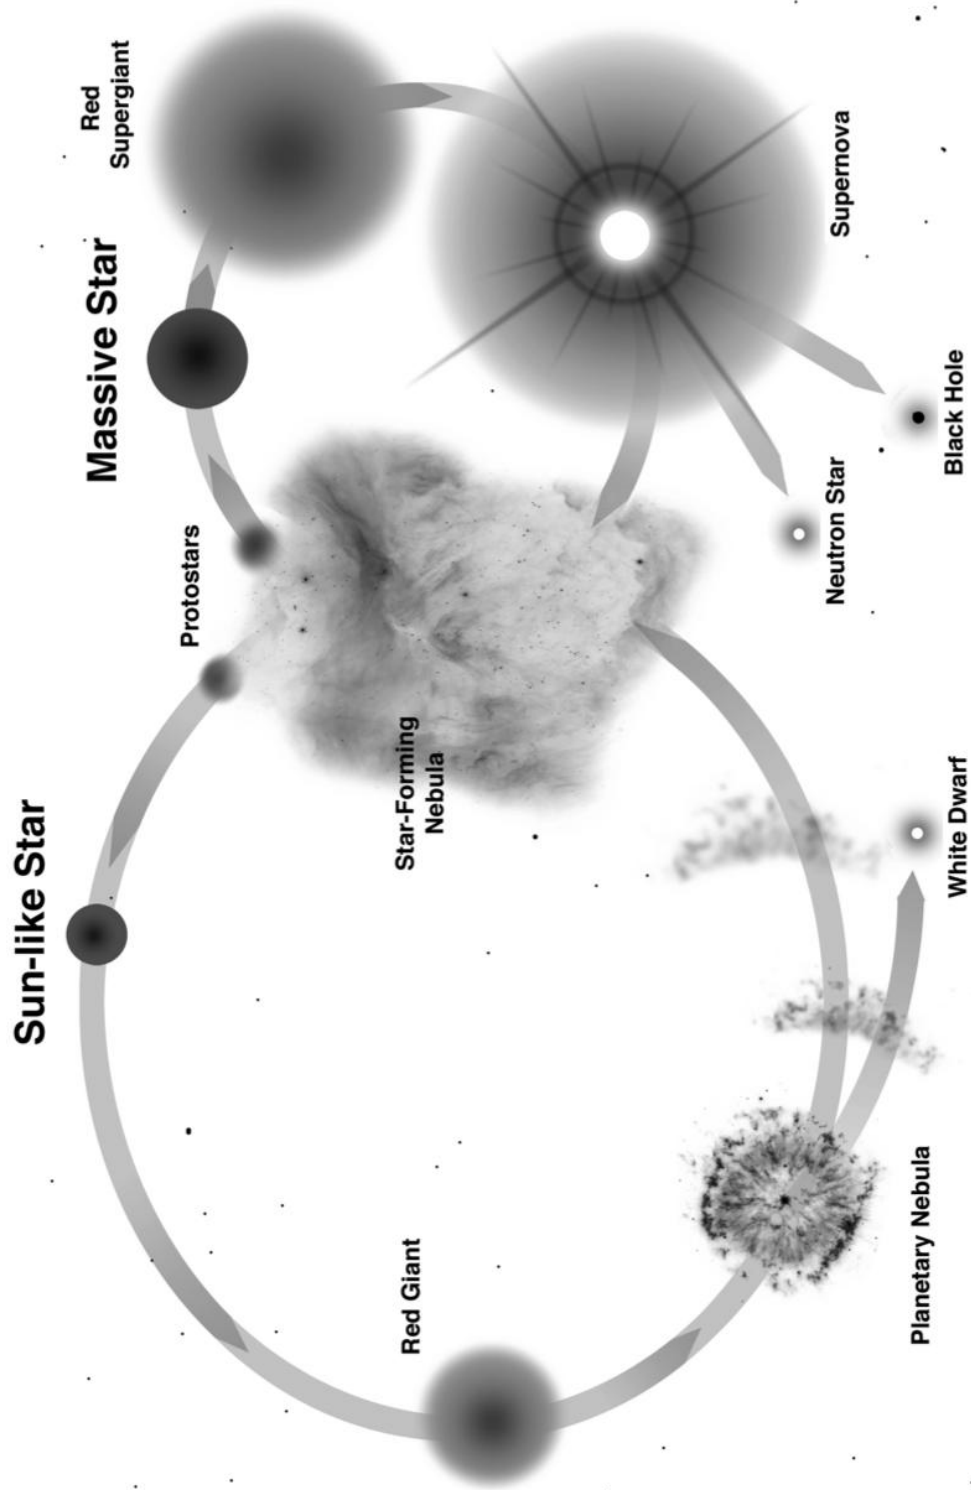 Sun-like Star
Massive Star
Protostars
Red
Supergiant
Star-Forming
Nebula
Red Giant
Planetary Nebula
White Dwarf
Neutron Star
Supernova
Black Hole